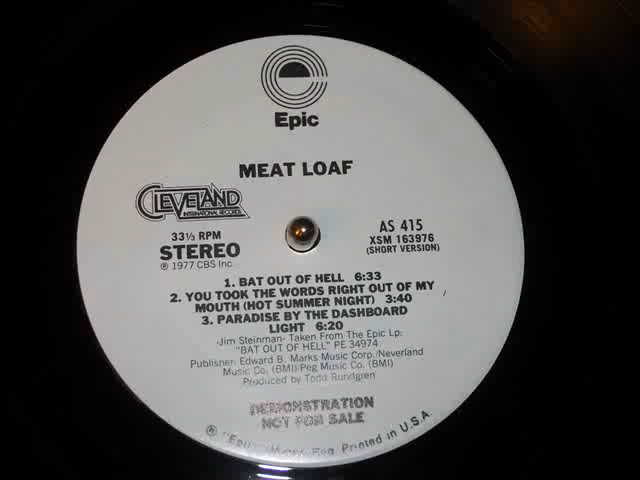 Epic
MEAT LOAF
CLEVELAND
INTERNATIONAL RECORDS
33⅓ RPM
STEREO
℗ 1977 CBS Inc.
AS 415
XSM 163976
(SHORT VERSION)
1. BAT OUT OF HELL 6:33
2. YOU TOOK THE WORDS RIGHT OUT OF MY
MOUTH (HOT SUMMER NIGHT) 3:40
3. PARADISE BY THE DASHBOARD
LIGHT 6:20
-Jim Steinman- Taken From The Epic Lp:
"BAT OUT OF HELL" PE 34974
Publisher: Edward B. Marks Music Corp./Neverland
Music Co. (BMI)/Peg Music Co. (BMI)
Produced by Todd Rundgren
DEMONSTRATION
NOT FOR SALE
® "Epic," Marca Reg. Printed in U.S.A.